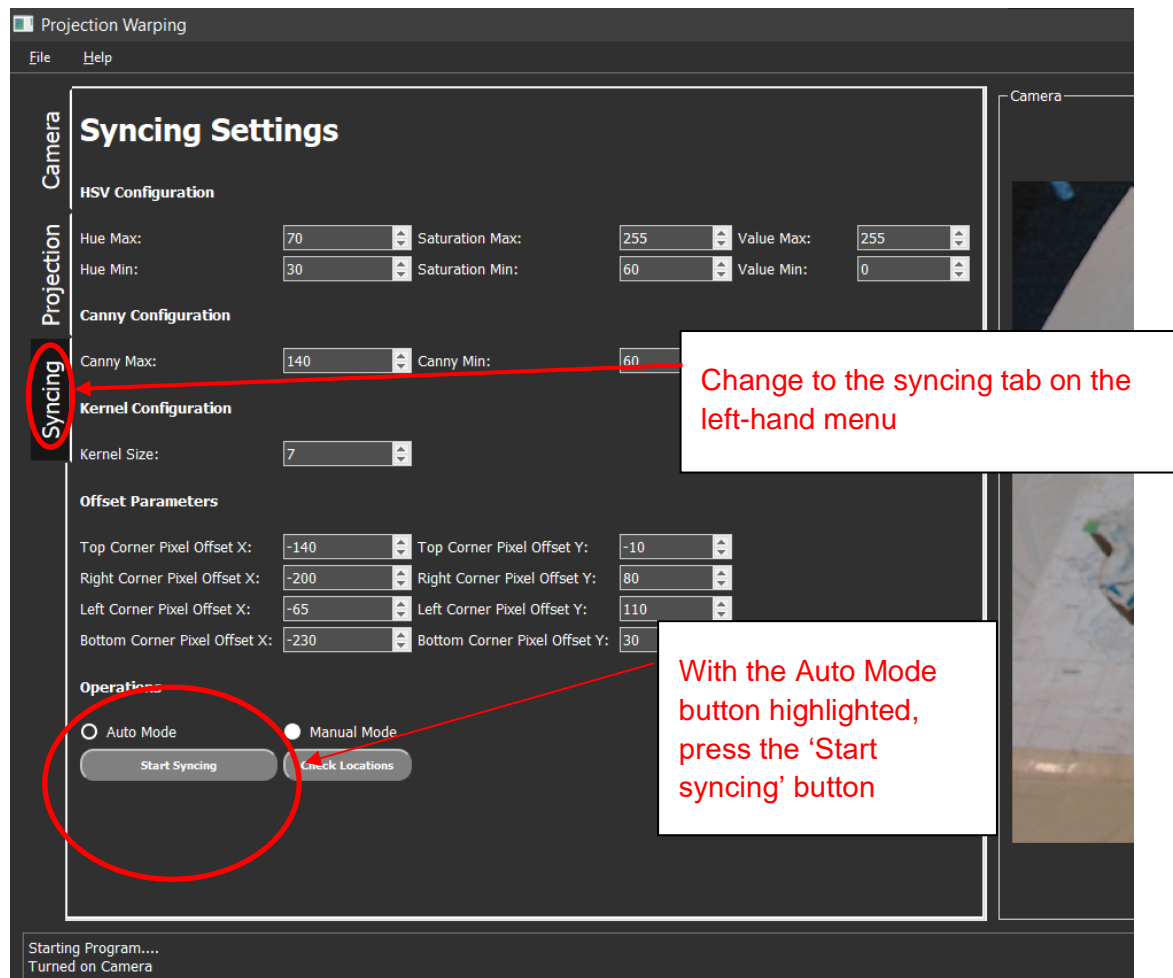 Projection Warping
File Help
Camera
Projection
Syncing
Syncing Settings
HSV Configuration
Hue Max: 70 Saturation Max: 255 Value Max: 255
Hue Min: 30 Saturation Min: 60 Value Min: 0
Canny Configuration
Canny Max: 140 Canny Min: 60
Kernel Configuration
Kernel Size: 7
Offset Parameters
Top Corner Pixel Offset X: -140 Top Corner Pixel Offset Y: -10
Right Corner Pixel Offset X: -200 Right Corner Pixel Offset Y: 80
Left Corner Pixel Offset X: -65 Left Corner Pixel Offset Y: 110
Bottom Corner Pixel Offset X: -230 Bottom Corner Pixel Offset Y: 30
Operations
Auto Mode Manual Mode
Start Syncing Check Locations
Camera
Change to the syncing tab on the
left-hand menu
With the Auto Mode
button highlighted,
press the ‘Start
syncing’ button
Starting Program....
Turned on Camera